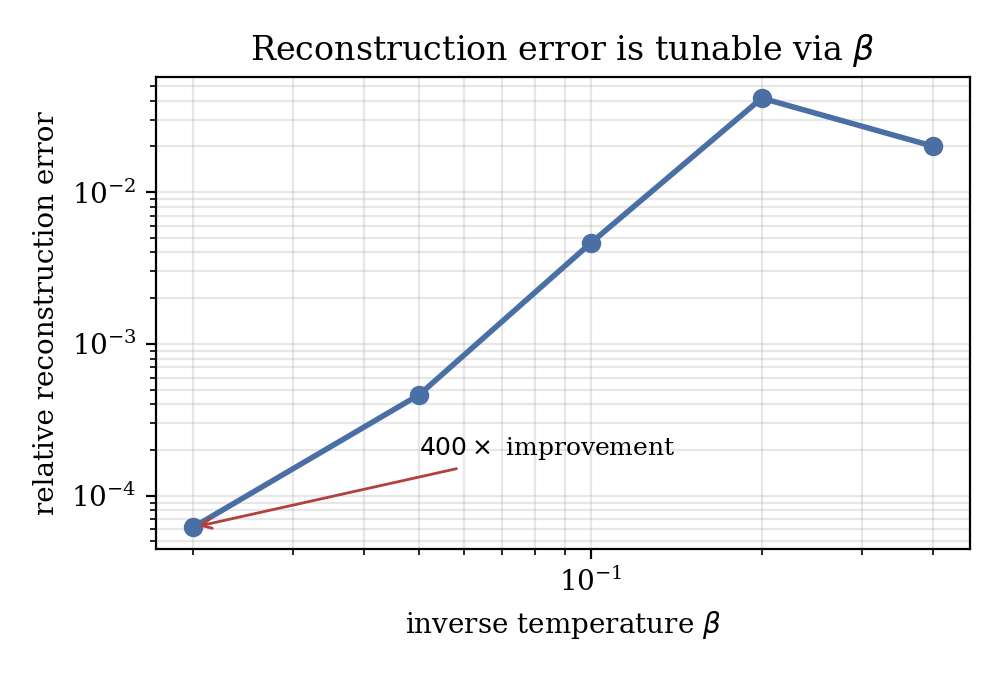 Reconstruction error is tunable via β
relative reconstruction error
10⁻²
10⁻³
10⁻⁴
400 × improvement
10⁻¹
inverse temperature β